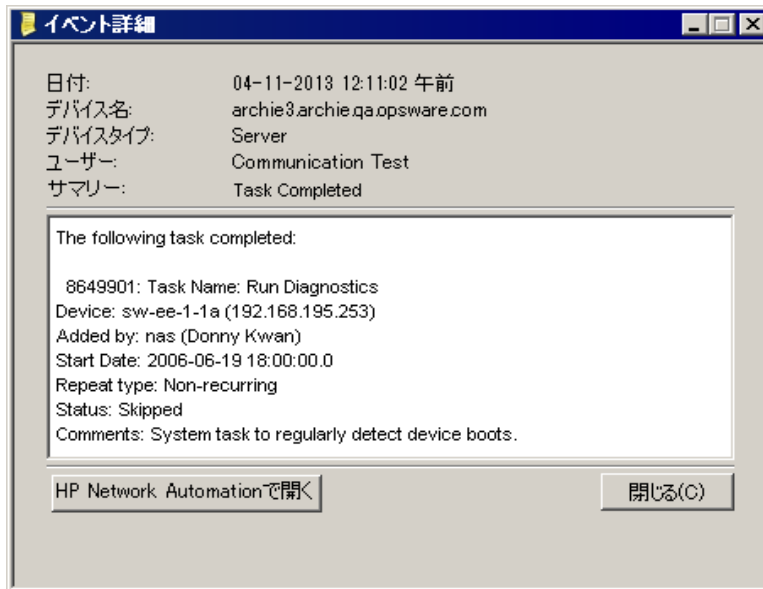 イベント詳細
日付: 04-11-2013 12:11:02 午前
デバイス名: archie3.archie.qa.opsware.com
デバイスタイプ: Server
ユーザー: Communication Test
サマリー: Task Completed
The following task completed:
8649901: Task Name: Run Diagnostics
Device: sw-ee-1-1a (192.168.195.253)
Added by: nas (Donny Kwan)
Start Date: 2006-06-19 18:00:00.0
Repeat type: Non-recurring
Status: Skipped
Comments: System task to regularly detect device boots.
HP Network Automationで開く 閉じる(C)